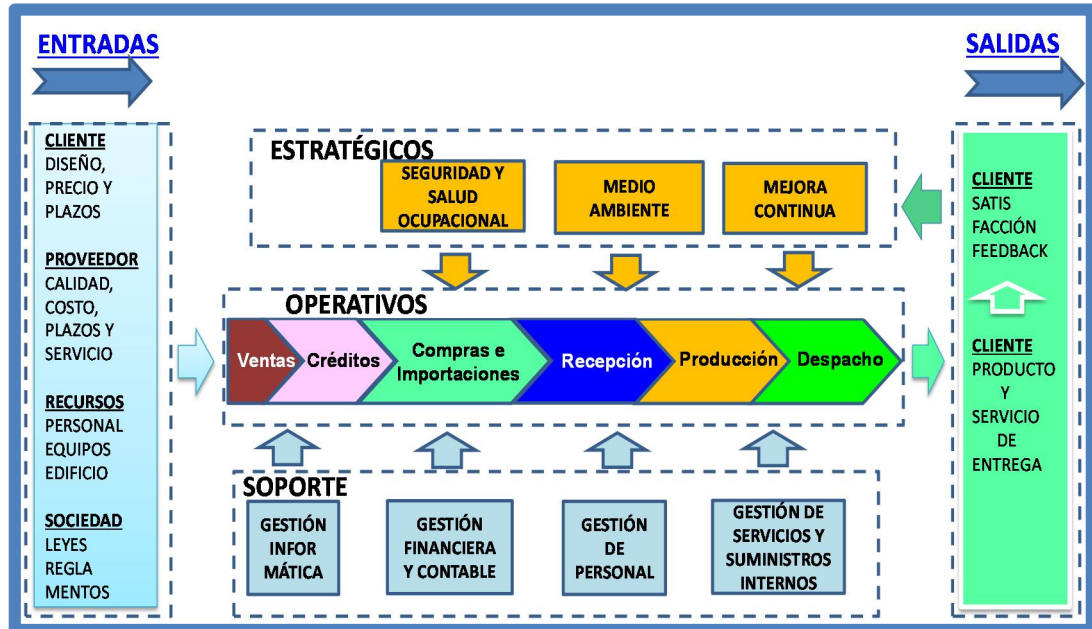 ENTRADAS
CLIENTE
DISEÑO,
PRECIO Y
PLAZOS
PROVEEDOR
CALIDAD,
COSTO,
PLAZOS Y
SERVICIO
RECURSOS
PERSONAL
EQUIPOS
EDIFICIO
SOCIEDAD
LEYES
REGLA
MENTOS
ESTRATÉGICOS
SEGURIDAD Y
SALUD
OCUPACIONAL
MEDIO
AMBIENTE
MEJORA
CONTINUA
OPERATIVOS
Ventas
Créditos
Compras e
Importaciones
Recepción
Producción
Despacho
SOPORTE
GESTIÓN
INFOR
MÁTICA
GESTIÓN
FINANCIERA
Y CONTABLE
GESTIÓN
DE
PERSONAL
GESTIÓN DE
SERVICIOS Y
SUMINISTROS
INTERNOS
SALIDAS
CLIENTE
SATIS
FACCIÓN
FEEDBACK
CLIENTE
PRODUCTO
Y
SERVICIO
DE
ENTREGA